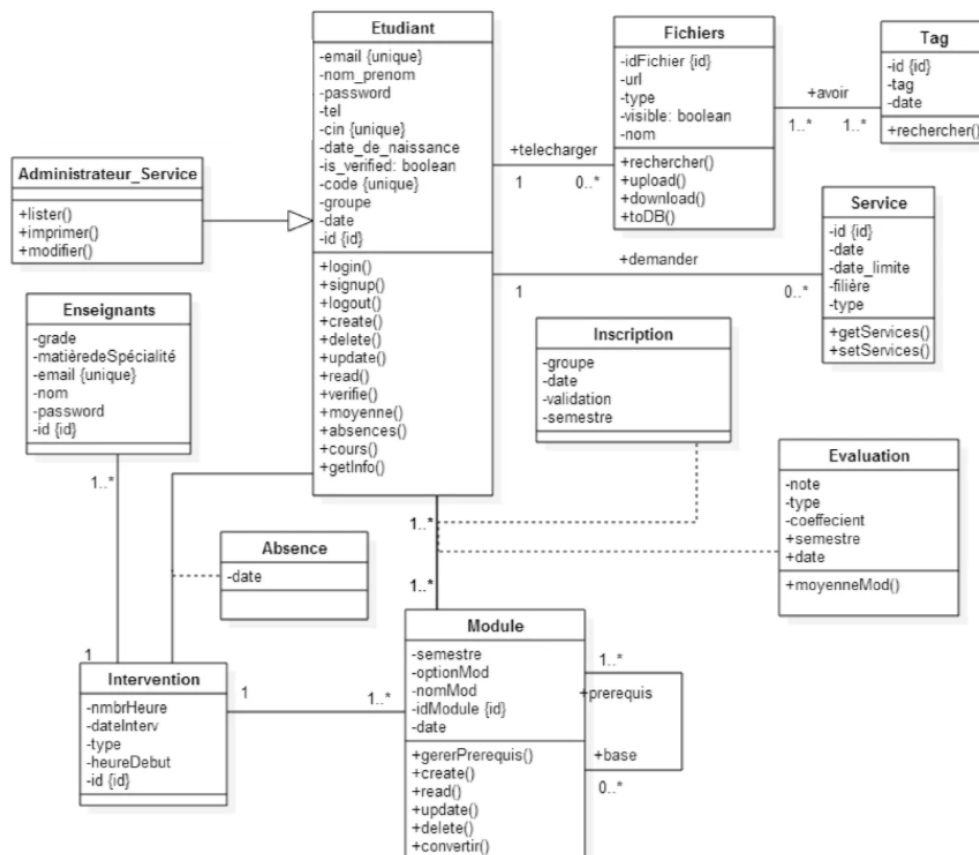 Etudiant
-email {unique}
-nom_prenom
-password
-tel
-cin {unique}
-date_de_naissance
-is_verified: boolean
-code {unique}
-groupe
-date
-id {id}
+login()
+signup()
+logout()
+create()
+delete()
+update()
+read()
+verifie()
+moyenne()
+absences()
+cours()
+getInfo()
Fichiers
-idFichier {id}
-url
-type
-visible: boolean
-nom
+rechercher()
+upload()
+download()
+toDB()
Tag
-id {id}
-tag
-date
+rechercher()
+avoir
1..*
1..*
+telecharger
1
0..*
Administrateur_Service
+lister()
+imprimer()
+modifier()
Service
-id {id}
-date
-date_limite
-filière
-type
+getServices()
+setServices()
+demander
1
0..*
Enseignants
-grade
-matièredeSpécialité
-email {unique}
-nom
-password
-id {id}
1..*
1
Inscription
-groupe
-date
-validation
-semestre
Evaluation
-note
-type
-coeffecient
+semestre
+date
+moyenneMod()
Absence
-date
1..*
1..*
Module
-semestre
-optionMod
-nomMod
-idModule {id}
-date
+gererPrerequis()
+create()
+read()
+update()
+delete()
+convertir()
1..*
+prerequis
+base
0..*
Intervention
-nmbrHeure
-dateInterv
-type
-heureDebut
-id {id}
1
1..*